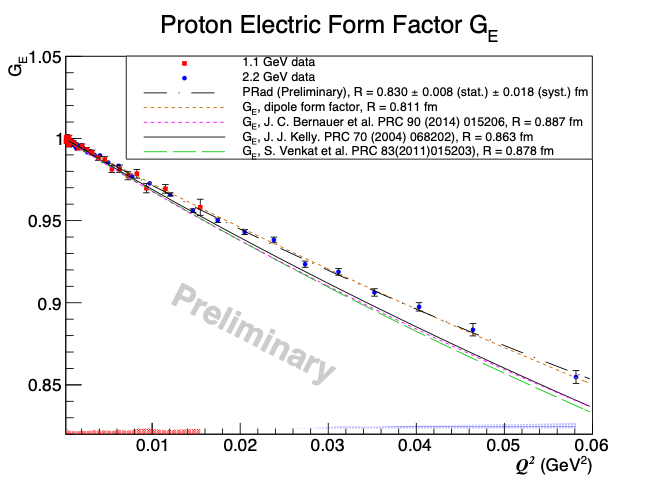 Proton Electric Form Factor G_E
G_E
1.05
1
0.95
0.9
0.85
1.1 GeV data
2.2 GeV data
PRad (Preliminary), R = 0.830 ± 0.008 (stat.) ± 0.018 (syst.) fm
G_E, dipole form factor, R = 0.811 fm
G_E, J. C. Bernauer et al. PRC 90 (2014) 015206, R = 0.887 fm
G_E, J. J. Kelly. PRC 70 (2004) 068202), R = 0.863 fm
G_E, S. Venkat et al. PRC 83(2011)015203), R = 0.878 fm
Preliminary
0.01 0.02 0.03 0.04 0.05 0.06
Q² (GeV²)